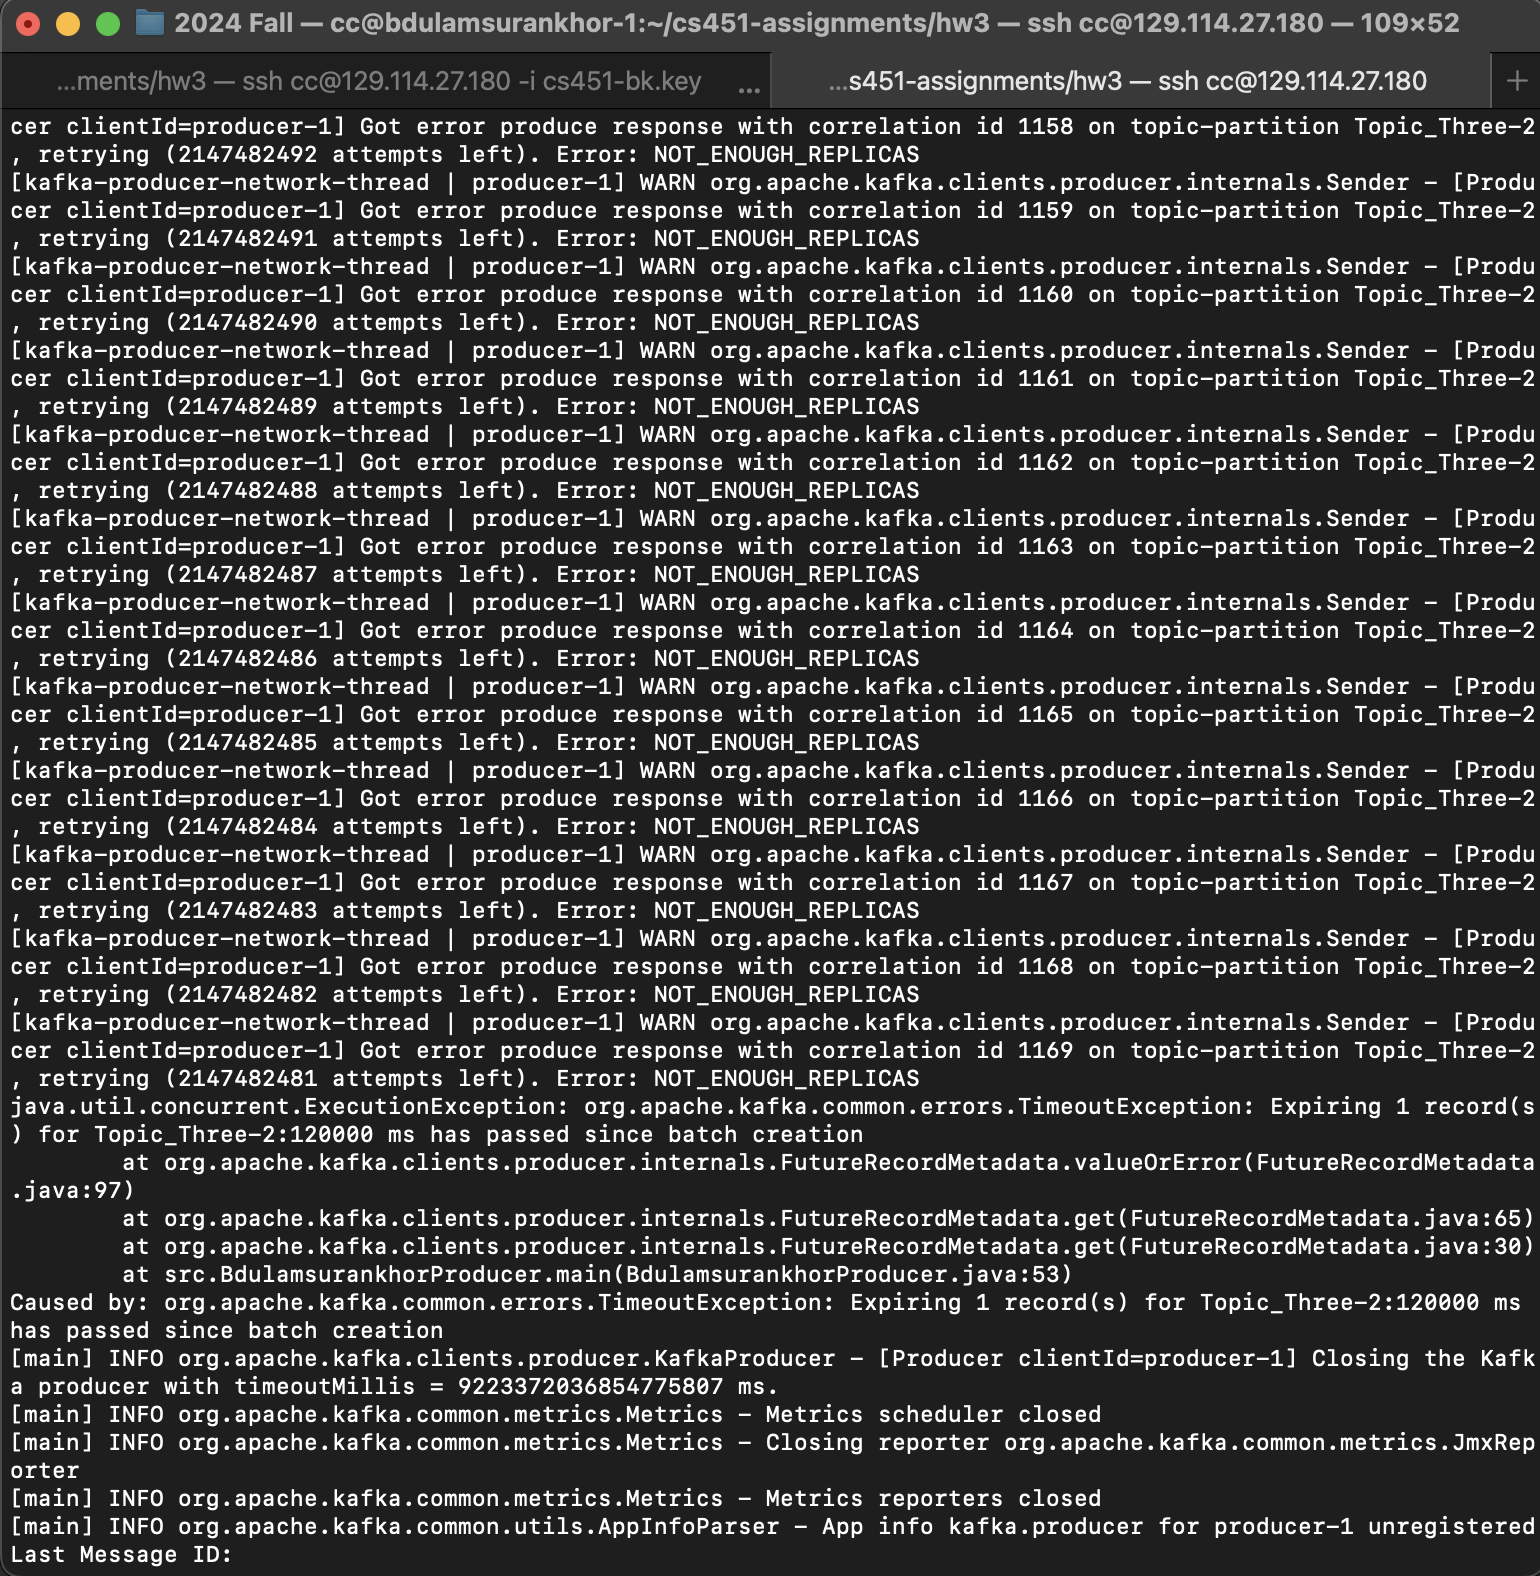 2024 Fall — cc@bdulamsurankhor-1:~/cs451-assignments/hw3 — ssh cc@129.114.27.180 — 109×52
...ments/hw3 — ssh cc@129.114.27.180 -i cs451-bk.key ...
...s451-assignments/hw3 — ssh cc@129.114.27.180 +
cer clientId=producer-1] Got error produce response with correlation id 1158 on topic-partition Topic_Three-2
, retrying (2147482492 attempts left). Error: NOT_ENOUGH_REPLICAS
[kafka-producer-network-thread | producer-1] WARN org.apache.kafka.clients.producer.internals.Sender - [Produ
cer clientId=producer-1] Got error produce response with correlation id 1159 on topic-partition Topic_Three-2
, retrying (2147482491 attempts left). Error: NOT_ENOUGH_REPLICAS
[kafka-producer-network-thread | producer-1] WARN org.apache.kafka.clients.producer.internals.Sender - [Produ
cer clientId=producer-1] Got error produce response with correlation id 1160 on topic-partition Topic_Three-2
, retrying (2147482490 attempts left). Error: NOT_ENOUGH_REPLICAS
[kafka-producer-network-thread | producer-1] WARN org.apache.kafka.clients.producer.internals.Sender - [Produ
cer clientId=producer-1] Got error produce response with correlation id 1161 on topic-partition Topic_Three-2
, retrying (2147482489 attempts left). Error: NOT_ENOUGH_REPLICAS
[kafka-producer-network-thread | producer-1] WARN org.apache.kafka.clients.producer.internals.Sender - [Produ
cer clientId=producer-1] Got error produce response with correlation id 1162 on topic-partition Topic_Three-2
, retrying (2147482488 attempts left). Error: NOT_ENOUGH_REPLICAS
[kafka-producer-network-thread | producer-1] WARN org.apache.kafka.clients.producer.internals.Sender - [Produ
cer clientId=producer-1] Got error produce response with correlation id 1163 on topic-partition Topic_Three-2
, retrying (2147482487 attempts left). Error: NOT_ENOUGH_REPLICAS
[kafka-producer-network-thread | producer-1] WARN org.apache.kafka.clients.producer.internals.Sender - [Produ
cer clientId=producer-1] Got error produce response with correlation id 1164 on topic-partition Topic_Three-2
, retrying (2147482486 attempts left). Error: NOT_ENOUGH_REPLICAS
[kafka-producer-network-thread | producer-1] WARN org.apache.kafka.clients.producer.internals.Sender - [Produ
cer clientId=producer-1] Got error produce response with correlation id 1165 on topic-partition Topic_Three-2
, retrying (2147482485 attempts left). Error: NOT_ENOUGH_REPLICAS
[kafka-producer-network-thread | producer-1] WARN org.apache.kafka.clients.producer.internals.Sender - [Produ
cer clientId=producer-1] Got error produce response with correlation id 1166 on topic-partition Topic_Three-2
, retrying (2147482484 attempts left). Error: NOT_ENOUGH_REPLICAS
[kafka-producer-network-thread | producer-1] WARN org.apache.kafka.clients.producer.internals.Sender - [Produ
cer clientId=producer-1] Got error produce response with correlation id 1167 on topic-partition Topic_Three-2
, retrying (2147482483 attempts left). Error: NOT_ENOUGH_REPLICAS
[kafka-producer-network-thread | producer-1] WARN org.apache.kafka.clients.producer.internals.Sender - [Produ
cer clientId=producer-1] Got error produce response with correlation id 1168 on topic-partition Topic_Three-2
, retrying (2147482482 attempts left). Error: NOT_ENOUGH_REPLICAS
[kafka-producer-network-thread | producer-1] WARN org.apache.kafka.clients.producer.internals.Sender - [Produ
cer clientId=producer-1] Got error produce response with correlation id 1169 on topic-partition Topic_Three-2
, retrying (2147482481 attempts left). Error: NOT_ENOUGH_REPLICAS
java.util.concurrent.ExecutionException: org.apache.kafka.common.errors.TimeoutException: Expiring 1 record(s
) for Topic_Three-2:120000 ms has passed since batch creation
at org.apache.kafka.clients.producer.internals.FutureRecordMetadata.valueOrError(FutureRecordMetadata
.java:97)
at org.apache.kafka.clients.producer.internals.FutureRecordMetadata.get(FutureRecordMetadata.java:65)
at org.apache.kafka.clients.producer.internals.FutureRecordMetadata.get(FutureRecordMetadata.java:30)
at src.BdulamsurankhorProducer.main(BdulamsurankhorProducer.java:53)
Caused by: org.apache.kafka.common.errors.TimeoutException: Expiring 1 record(s) for Topic_Three-2:120000 ms
has passed since batch creation
[main] INFO org.apache.kafka.clients.producer.KafkaProducer - [Producer clientId=producer-1] Closing the Kafk
a producer with timeoutMillis = 9223372036854775807 ms.
[main] INFO org.apache.kafka.common.metrics.Metrics - Metrics scheduler closed
[main] INFO org.apache.kafka.common.metrics.Metrics - Closing reporter org.apache.kafka.common.metrics.JmxRep
orter
[main] INFO org.apache.kafka.common.metrics.Metrics - Metrics reporters closed
[main] INFO org.apache.kafka.common.utils.AppInfoParser - App info kafka.producer for producer-1 unregistered
Last Message ID: